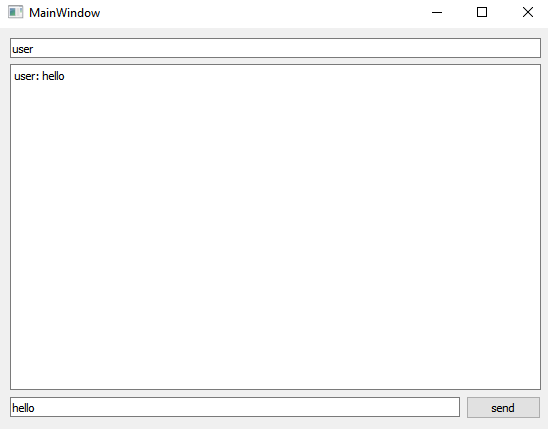 MainWindow
user
user: hello
hello
send